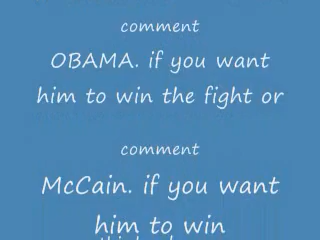 comment
OBAMA. if you want
him to win the fight or
comment
McCain. if you want
him to win